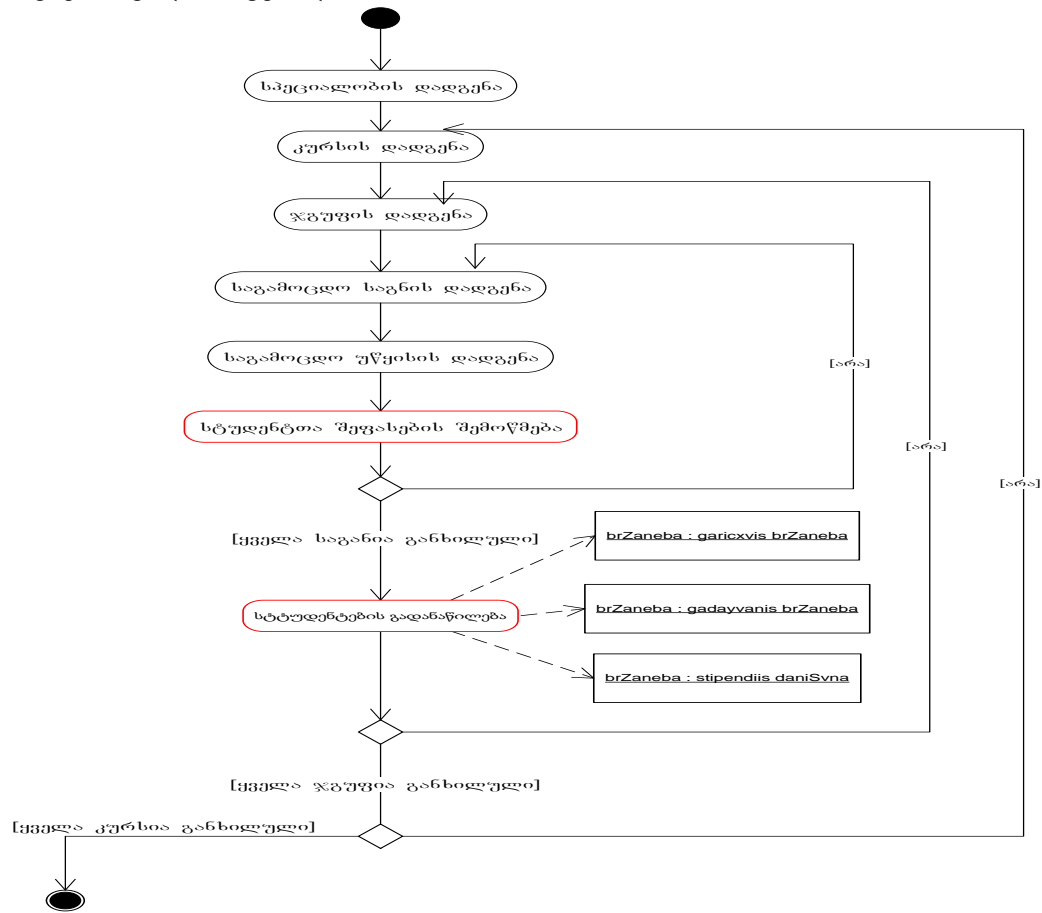 სპეციალობის დადგენა
კურსის დადგენა
ჯგუფის დადგენა
საგამოცდო საგნის დადგენა
საგამოცდო უწყისის დადგენა
[არა]
სტუდენტთა შეფასების შემოწმება
[არა]
[არა]
[ყველა საგანია განხილული]
brZaneba : garicxvis brZaneba
სტტუდენტების გადანაწილება
brZaneba : gadayvanis brZaneba
brZaneba : stipendiis daniSvna
[ყველა ჯგუფია განხილული]
[ყველა კურსია განხილული]